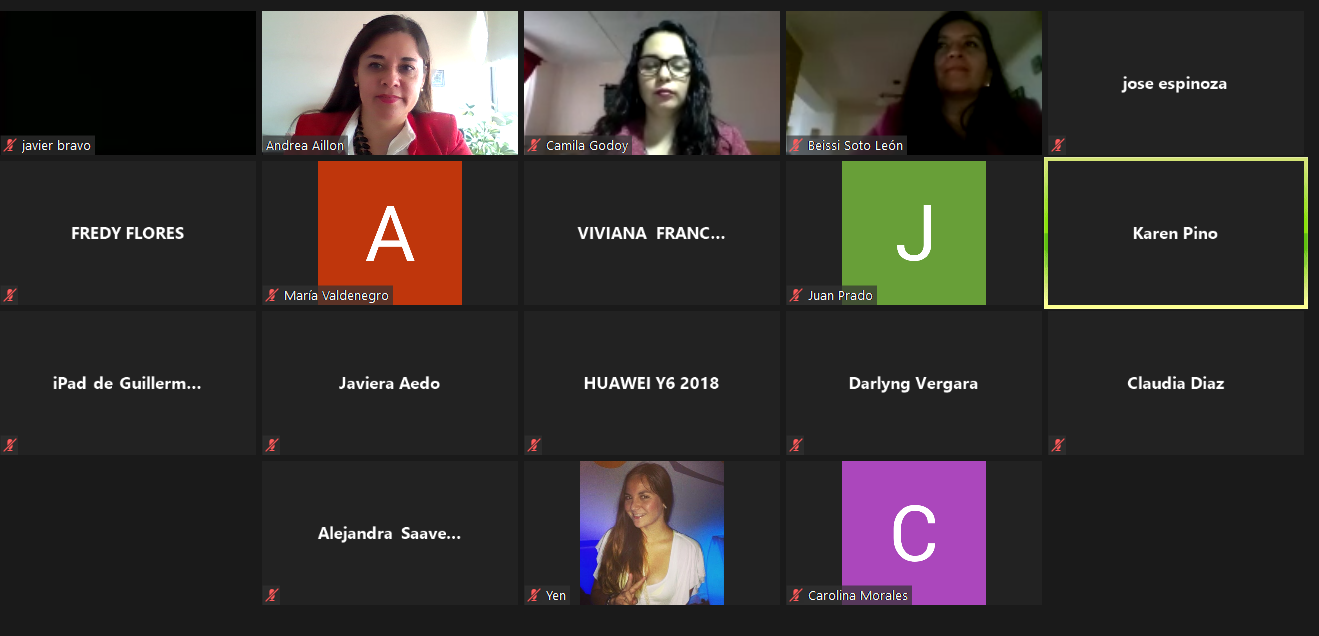 javier bravo
Andrea Aillon
Camila Godoy
Beissi Soto León
jose espinoza
FREDY FLORES
A
María Valdenegro
VIVIANA FRANC...
J
Juan Prado
Karen Pino
iPad de Guillerm...
Javiera Aedo
HUAWEI Y6 2018
Darlyng Vergara
Claudia Diaz
Alejandra Saave...
Yen
C
Carolina Morales